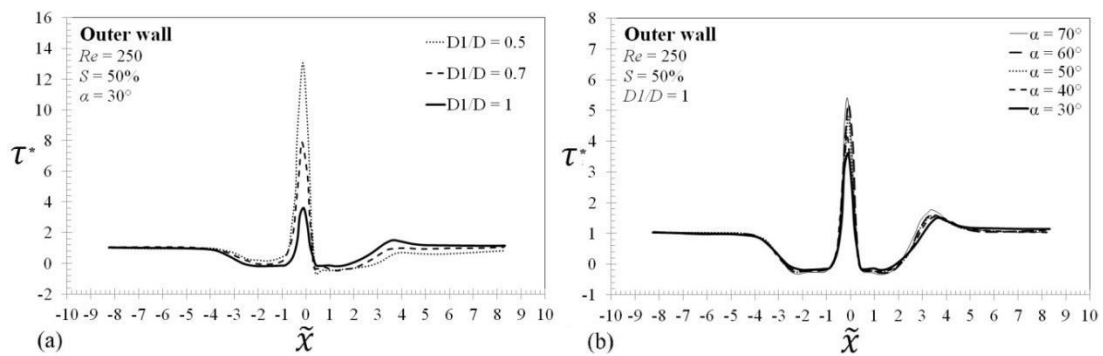 16
14
12
10
8
6
4
2
0
-2
τ*
Outer wall
Re = 250
S = 50%
α = 30°
D1/D = 0.5
D1/D = 0.7
D1/D = 1
-10 -9 -8 -7 -6 -5 -4 -3 -2 -1 0 1 2 3 4 5 6 7 8 9 10
(a)
x̃
8
7
6
5
4
3
2
1
0
-1
τ*
Outer wall
Re = 250
S = 50%
D1/D = 1
α = 70°
α = 60°
α = 50°
α = 40°
α = 30°
-10 -9 -8 -7 -6 -5 -4 -3 -2 -1 0 1 2 3 4 5 6 7 8 9 10
(b)
x̃